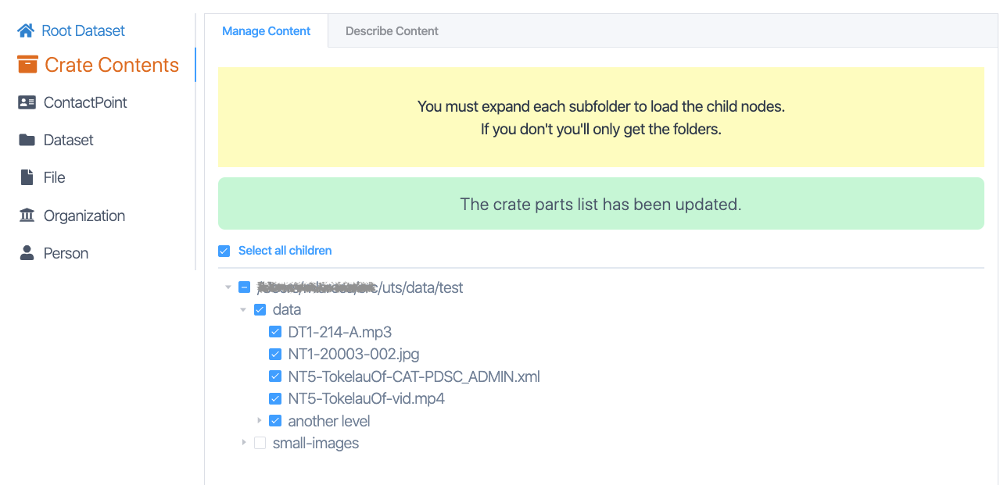 Root Dataset
Crate Contents
ContactPoint
Dataset
File
Organization
Person
Manage Content
Describe Content
You must expand each subfolder to load the child nodes.
If you don't you'll only get the folders.
The crate parts list has been updated.
Select all children
/uts/data/test
data
DT1-214-A.mp3
NT1-20003-002.jpg
NT5-TokelauOf-CAT-PDSC_ADMIN.xml
NT5-TokelauOf-vid.mp4
another level
small-images